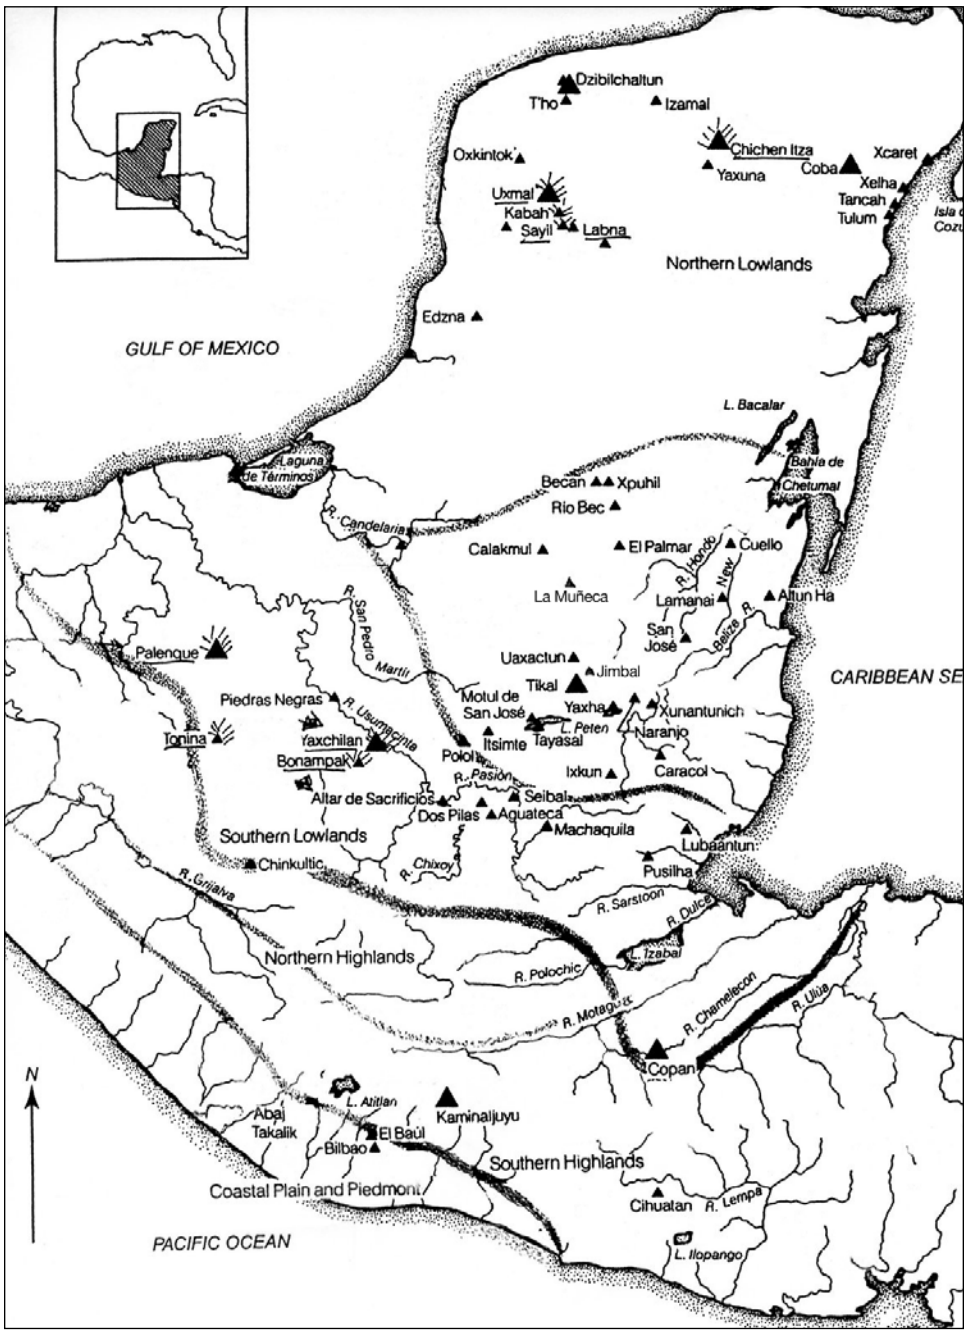 Dzibilchaltun
T'ho
Izamal
Chichen Itza
Oxkintok
Yaxuna
Coba
Xcaret
Xelha
Uxmal
Tancah
Kabah
Tulum
Isla d
Cozu
Sayil
Labna
Northern Lowlands
Edzna
GULF OF MEXICO
L. Bacalar
Laguna
de Términos
Bahía de
Chetumal
Becan
Xpuhil
Río Bec
R. Candelaria
Calakmul
El Palmar
R. Hondo
Cuello
New
La Muñeca
Lamanai
Altun Ha
R. San Pedro
Martír
San
José
Belize R.
Palenque
Uaxactun
Jimbal
Tikal
CARIBBEAN SE
Piedras Negras
Motul de
San José
Yaxha
Xunantunich
R. Usumacinta
L. Peten
Tonina
Yaxchilan
Itsimte
Tayasal
Naranjo
Bonampak
Polol
Ixkun
Caracol
R. Pasión
Altar de Sacrificios
Seibal
Dos Pilas
Aguateca
Southern Lowlands
Machaquila
Lubaantun
Chinkultic
R. Chixoy
Pusilha
R. Grijalva
R. Sarstoon
R. Dulce
Northern Highlands
L. Izabal
R. Polochic
R. Motagua
R. Chamelecon
R. Ulúa
Copan
N
L. Atitlan
Abaj
Takalik
Kaminaljuyu
El Baúl
Bilbao
Southern Highlands
Coastal Plain and Piedmont
Cihuatan
R. Lempa
PACIFIC OCEAN
L. Ilopango